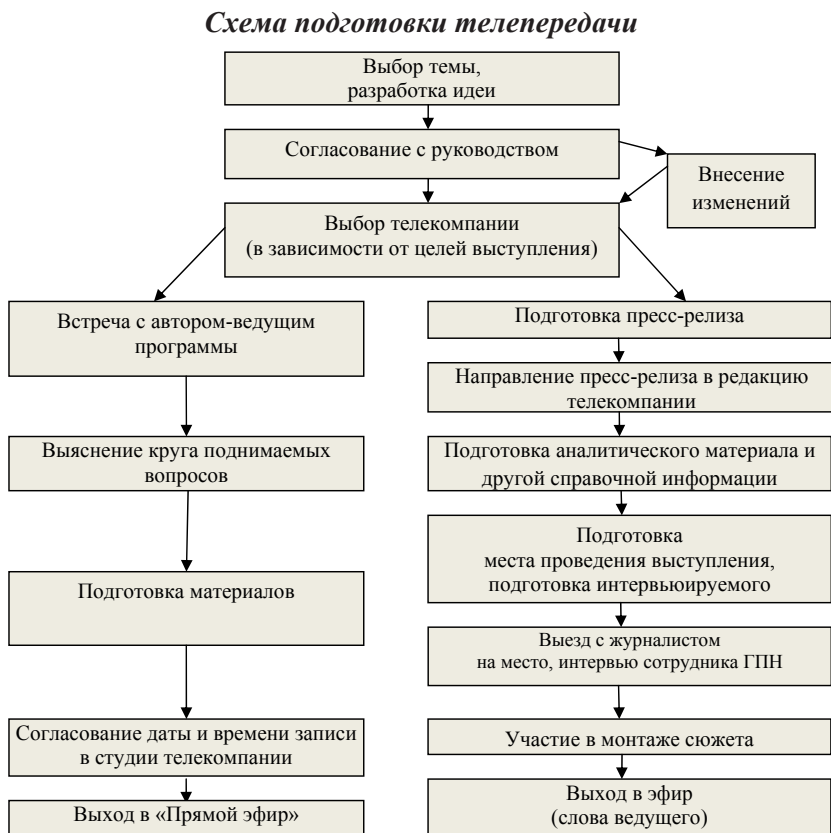 Схема подготовки телепередачи
Выбор темы,
разработка идеи
Согласование с руководством
Внесение
изменений
Выбор телекомпании
(в зависимости от целей выступления)
Встреча с автором-ведущим
программы
Выяснение круга поднимаемых
вопросов
Подготовка материалов
Согласование даты и времени записи
в студии телекомпании
Выход в «Прямой эфир»
Подготовка пресс-релиза
Направление пресс-релиза в редакцию
телекомпании
Подготовка аналитического материала и
другой справочной информации
Подготовка
места проведения выступления,
подготовка интервьюируемого
Выезд с журналистом
на место, интервью сотрудника ГПН
Участие в монтаже сюжета
Выход в эфир
(слова ведущего)